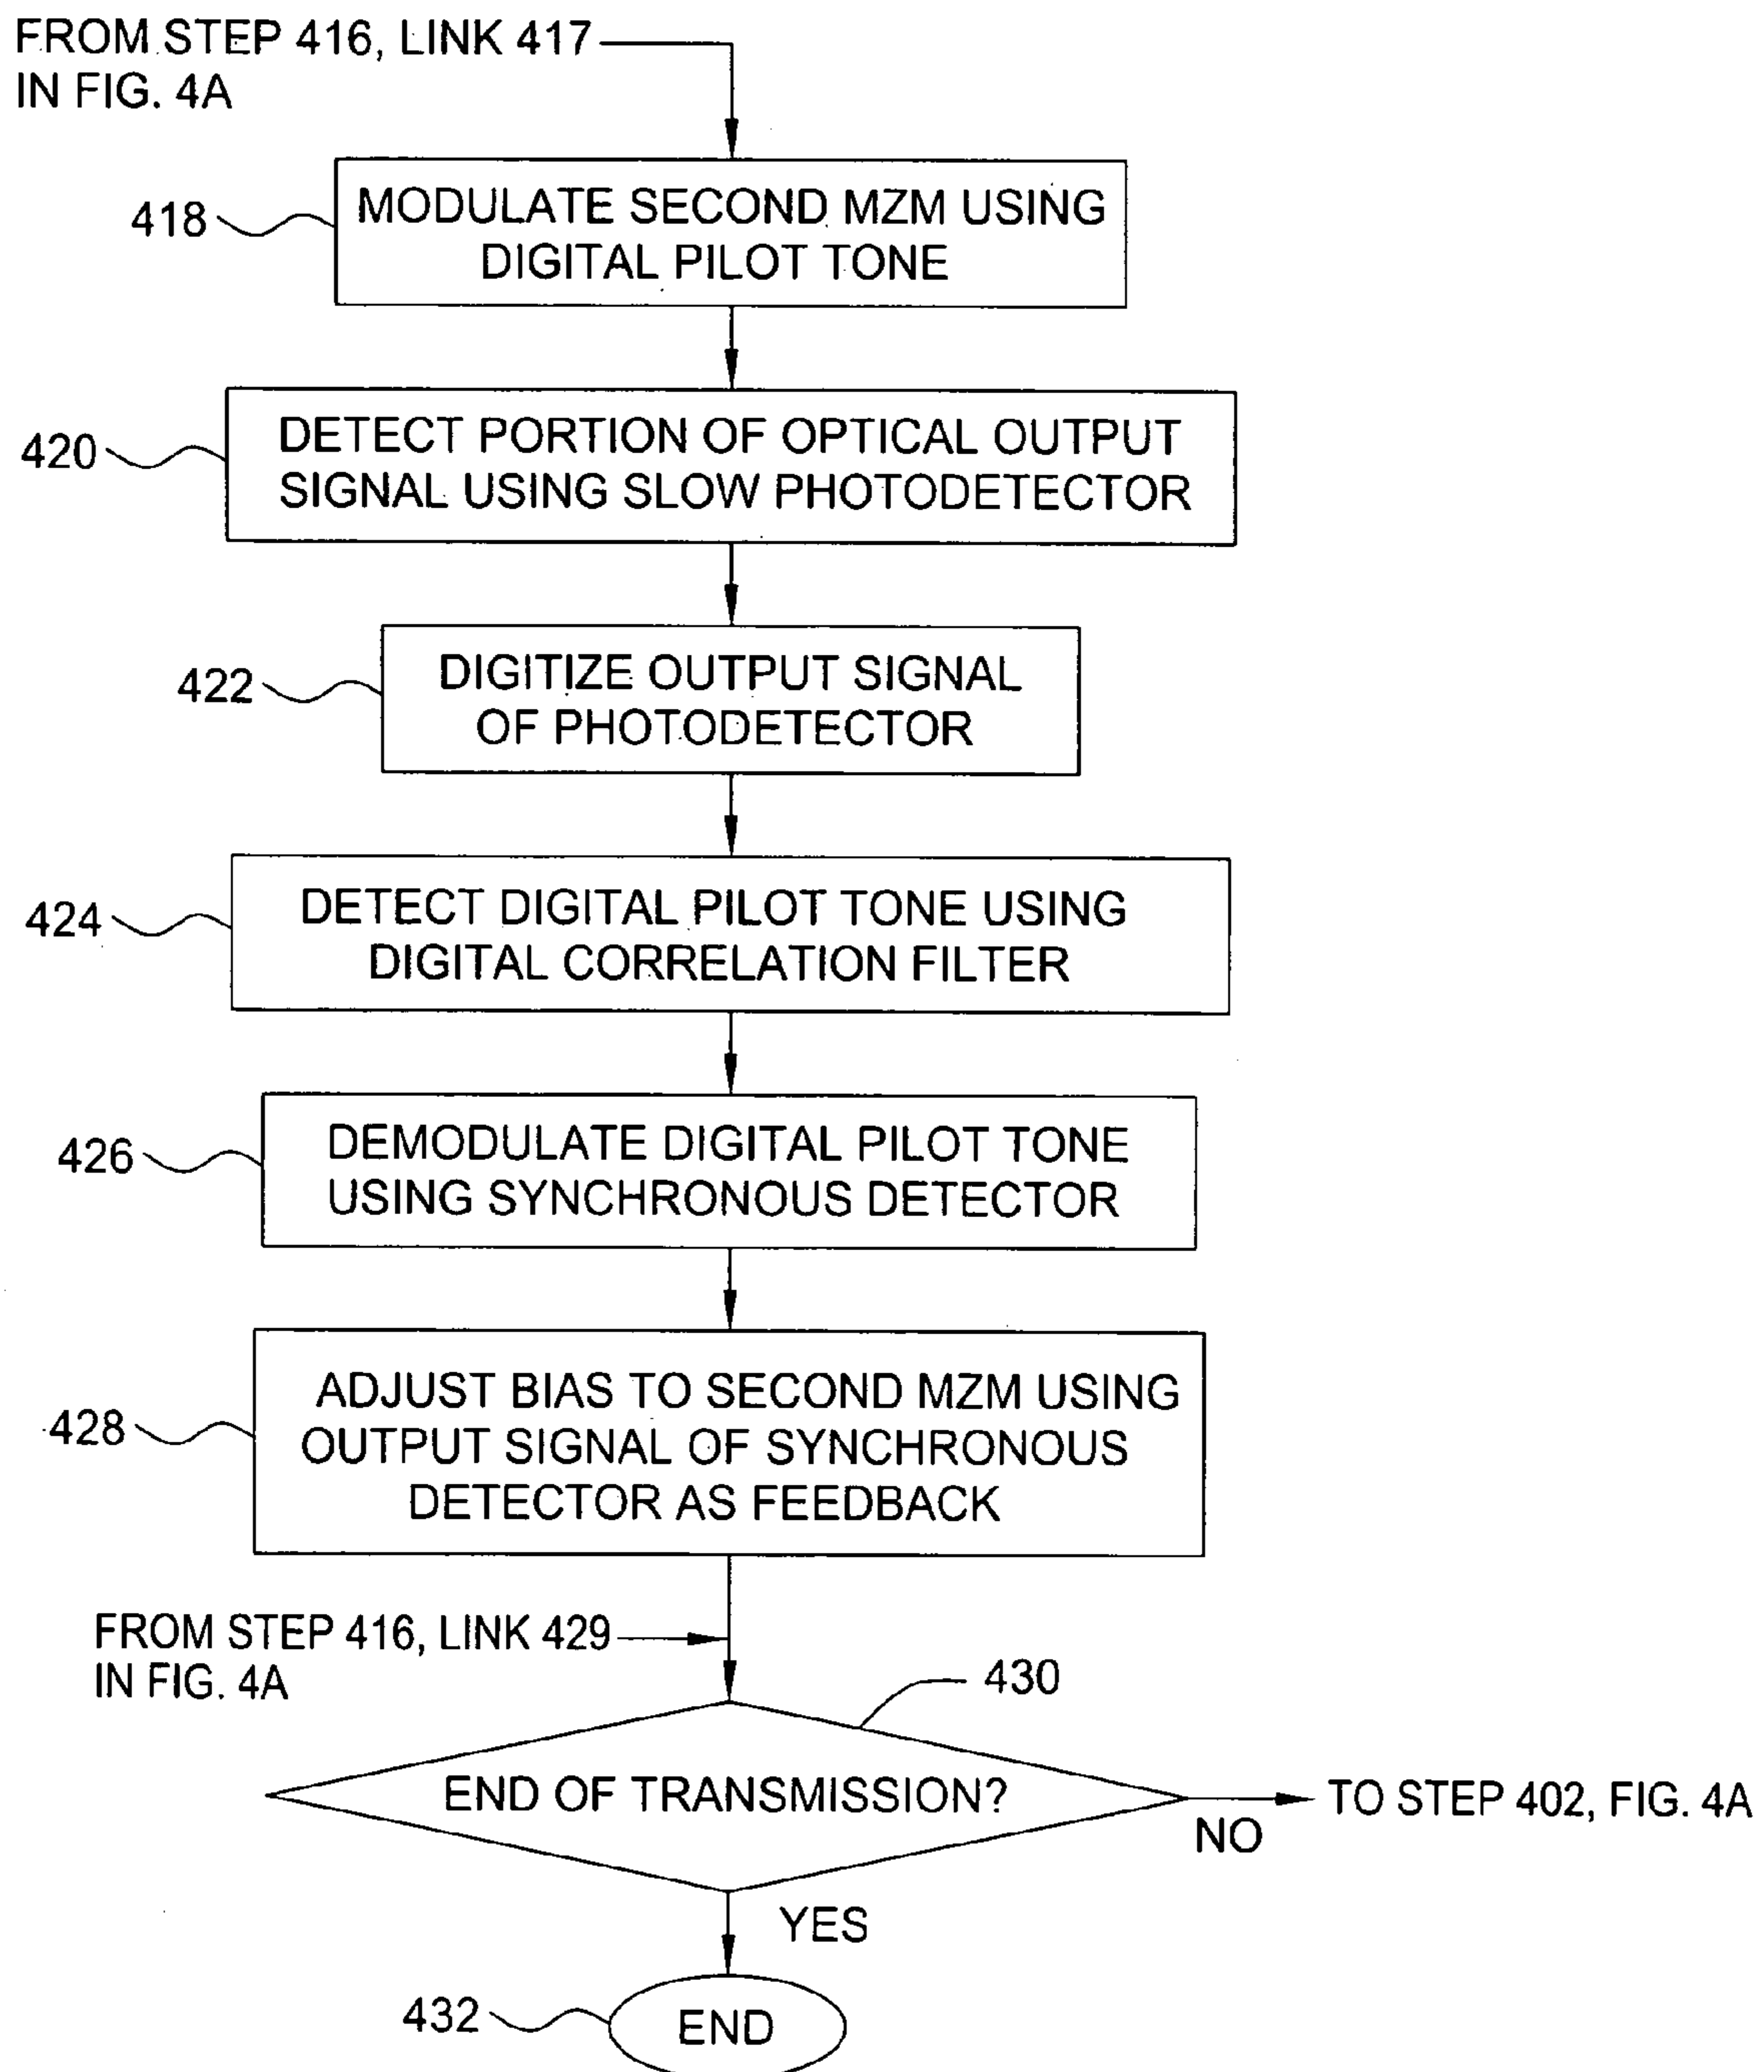 FROM STEP 416, LINK 417
IN FIG. 4A
418
MODULATE SECOND MZM USING
DIGITAL PILOT TONE
420
DETECT PORTION OF OPTICAL OUTPUT
SIGNAL USING SLOW PHOTODETECTOR
422
DIGITIZE OUTPUT SIGNAL
OF PHOTODETECTOR
424
DETECT DIGITAL PILOT TONE USING
DIGITAL CORRELATION FILTER
426
DEMODULATE DIGITAL PILOT TONE
USING SYNCHRONOUS DETECTOR
428
ADJUST BIAS TO SECOND MZM USING
OUTPUT SIGNAL OF SYNCHRONOUS
DETECTOR AS FEEDBACK
FROM STEP 416, LINK 429
IN FIG. 4A
430
END OF TRANSMISSION?
TO STEP 402, FIG. 4A
NO
YES
432
END